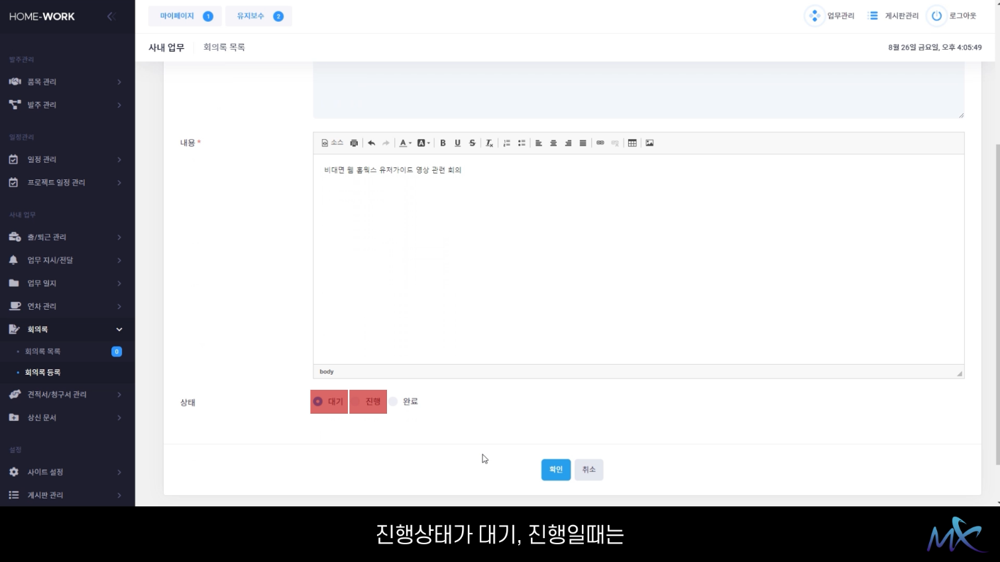 HOME-WORK
마이페이지 1
유지보수 2
업무관리
게시판관리
로그아웃
사내 업무
회의록 목록
8월 26일 금요일, 오후 4:05:49
발주관리
품목 관리
발주 관리
일정관리
일정 관리
프로젝트 일정 관리
사내 업무
출/퇴근 관리
업무 지시/전달
업무 일지
연차 관리
회의록
회의록 목록 0
회의록 등록
견적서/청구서 관리
상신 문서
설정
사이트 설정
게시판 관리
내용 *
소스
비대면 웹 홈웍스 유저가이드 영상 관련 회의
body
상태
대기 진행 완료
확인 취소
진행상태가 대기, 진행일때는
MX